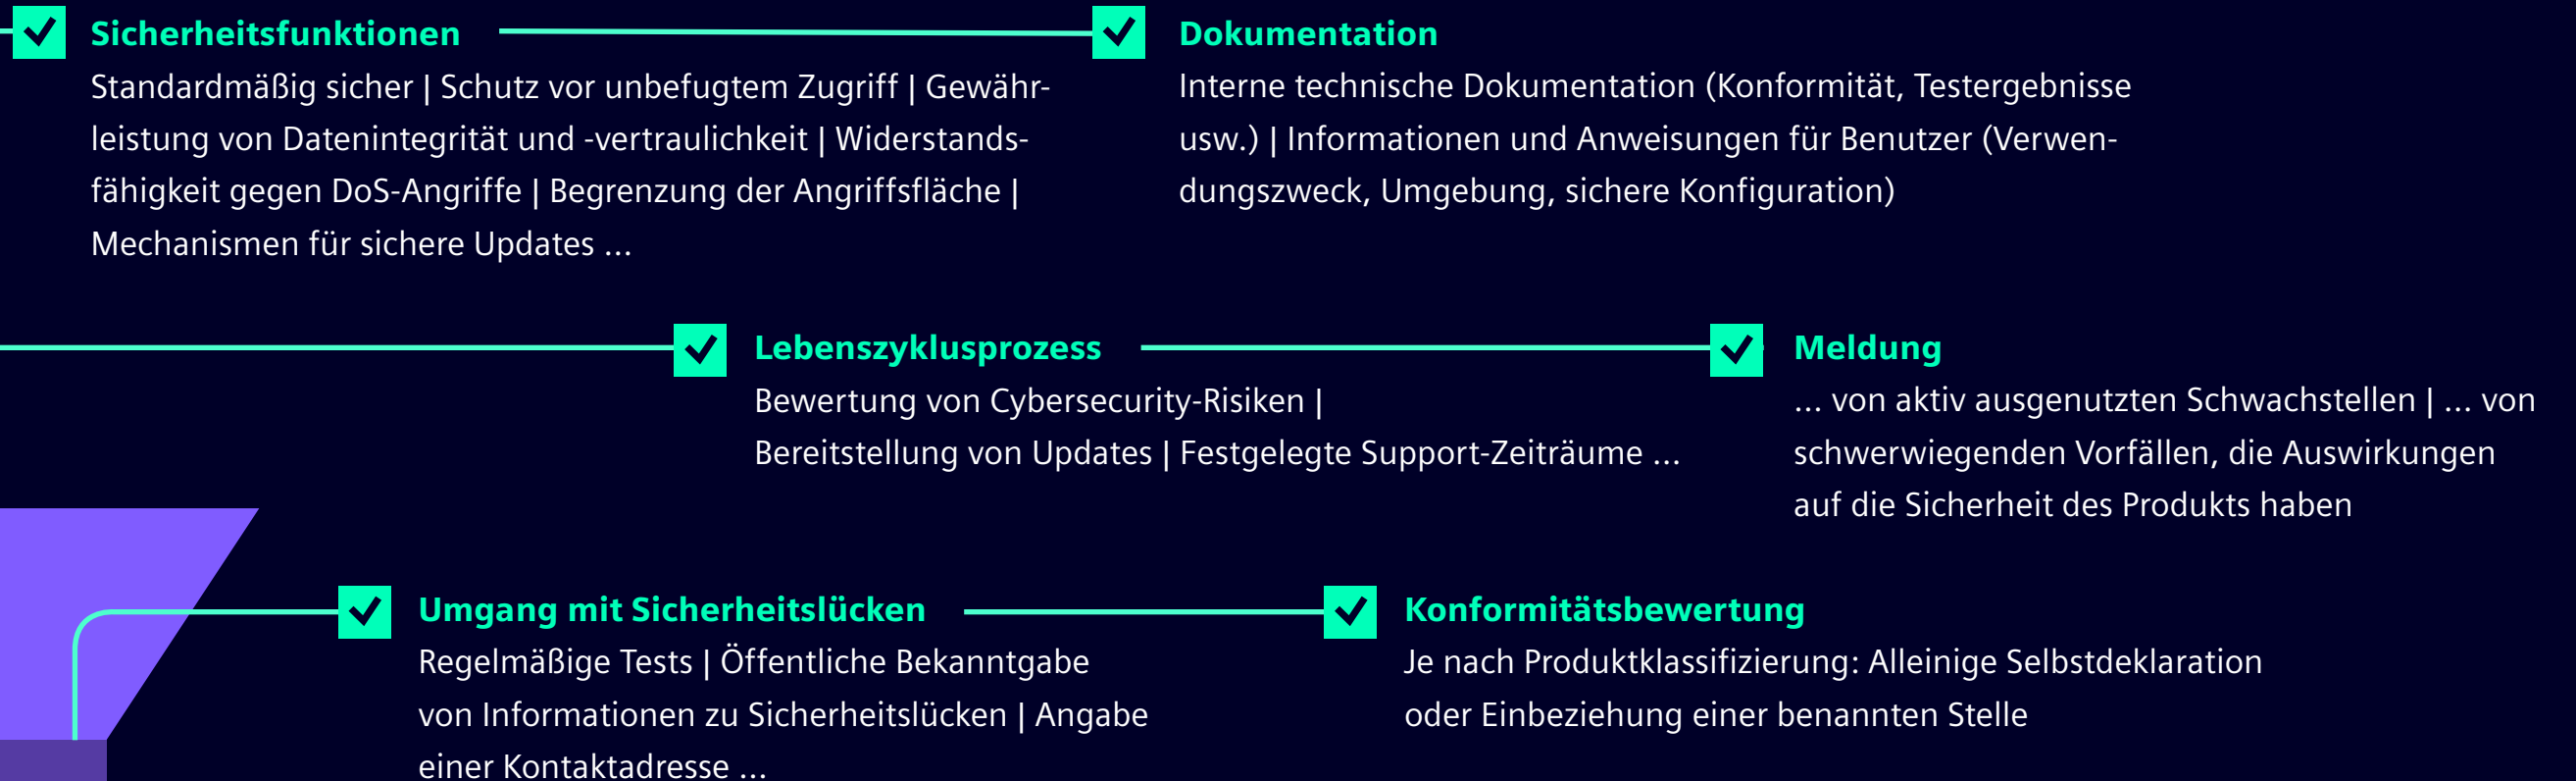 Sicherheitsfunktionen
Standardmäßig sicher | Schutz vor unbefugtem Zugriff | Gewähr-
leistung von Datenintegrität und -vertraulichkeit | Widerstands-
fähigkeit gegen DoS-Angriffe | Begrenzung der Angriffsfläche |
Mechanismen für sichere Updates ...
Dokumentation
Interne technische Dokumentation (Konformität, Testergebnisse
usw.) | Informationen und Anweisungen für Benutzer (Verwen-
dungszweck, Umgebung, sichere Konfiguration)
Lebenszyklusprozess
Bewertung von Cybersecurity-Risiken |
Bereitstellung von Updates | Festgelegte Support-Zeiträume ...
Meldung
... von aktiv ausgenutzten Schwachstellen | ... von
schwerwiegenden Vorfällen, die Auswirkungen
auf die Sicherheit des Produkts haben
Umgang mit Sicherheitslücken
Regelmäßige Tests | Öffentliche Bekanntgabe
von Informationen zu Sicherheitslücken | Angabe
einer Kontaktadresse ...
Konformitätsbewertung
Je nach Produktklassifizierung: Alleinige Selbstdeklaration
oder Einbeziehung einer benannten Stelle